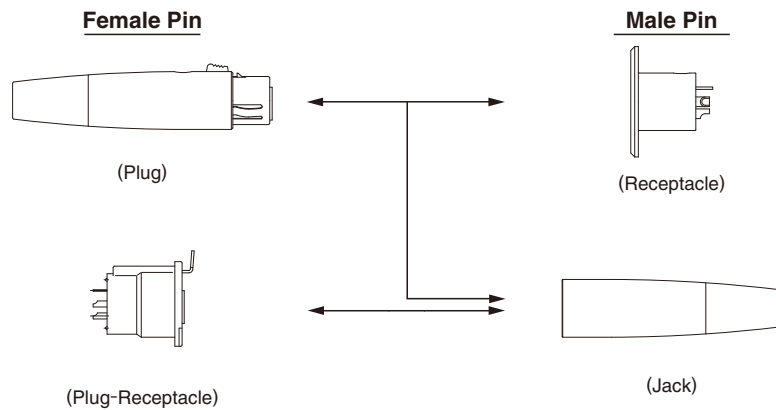 Female Pin
Male Pin
(Plug)
(Receptacle)
(Plug-Receptacle)
(Jack)